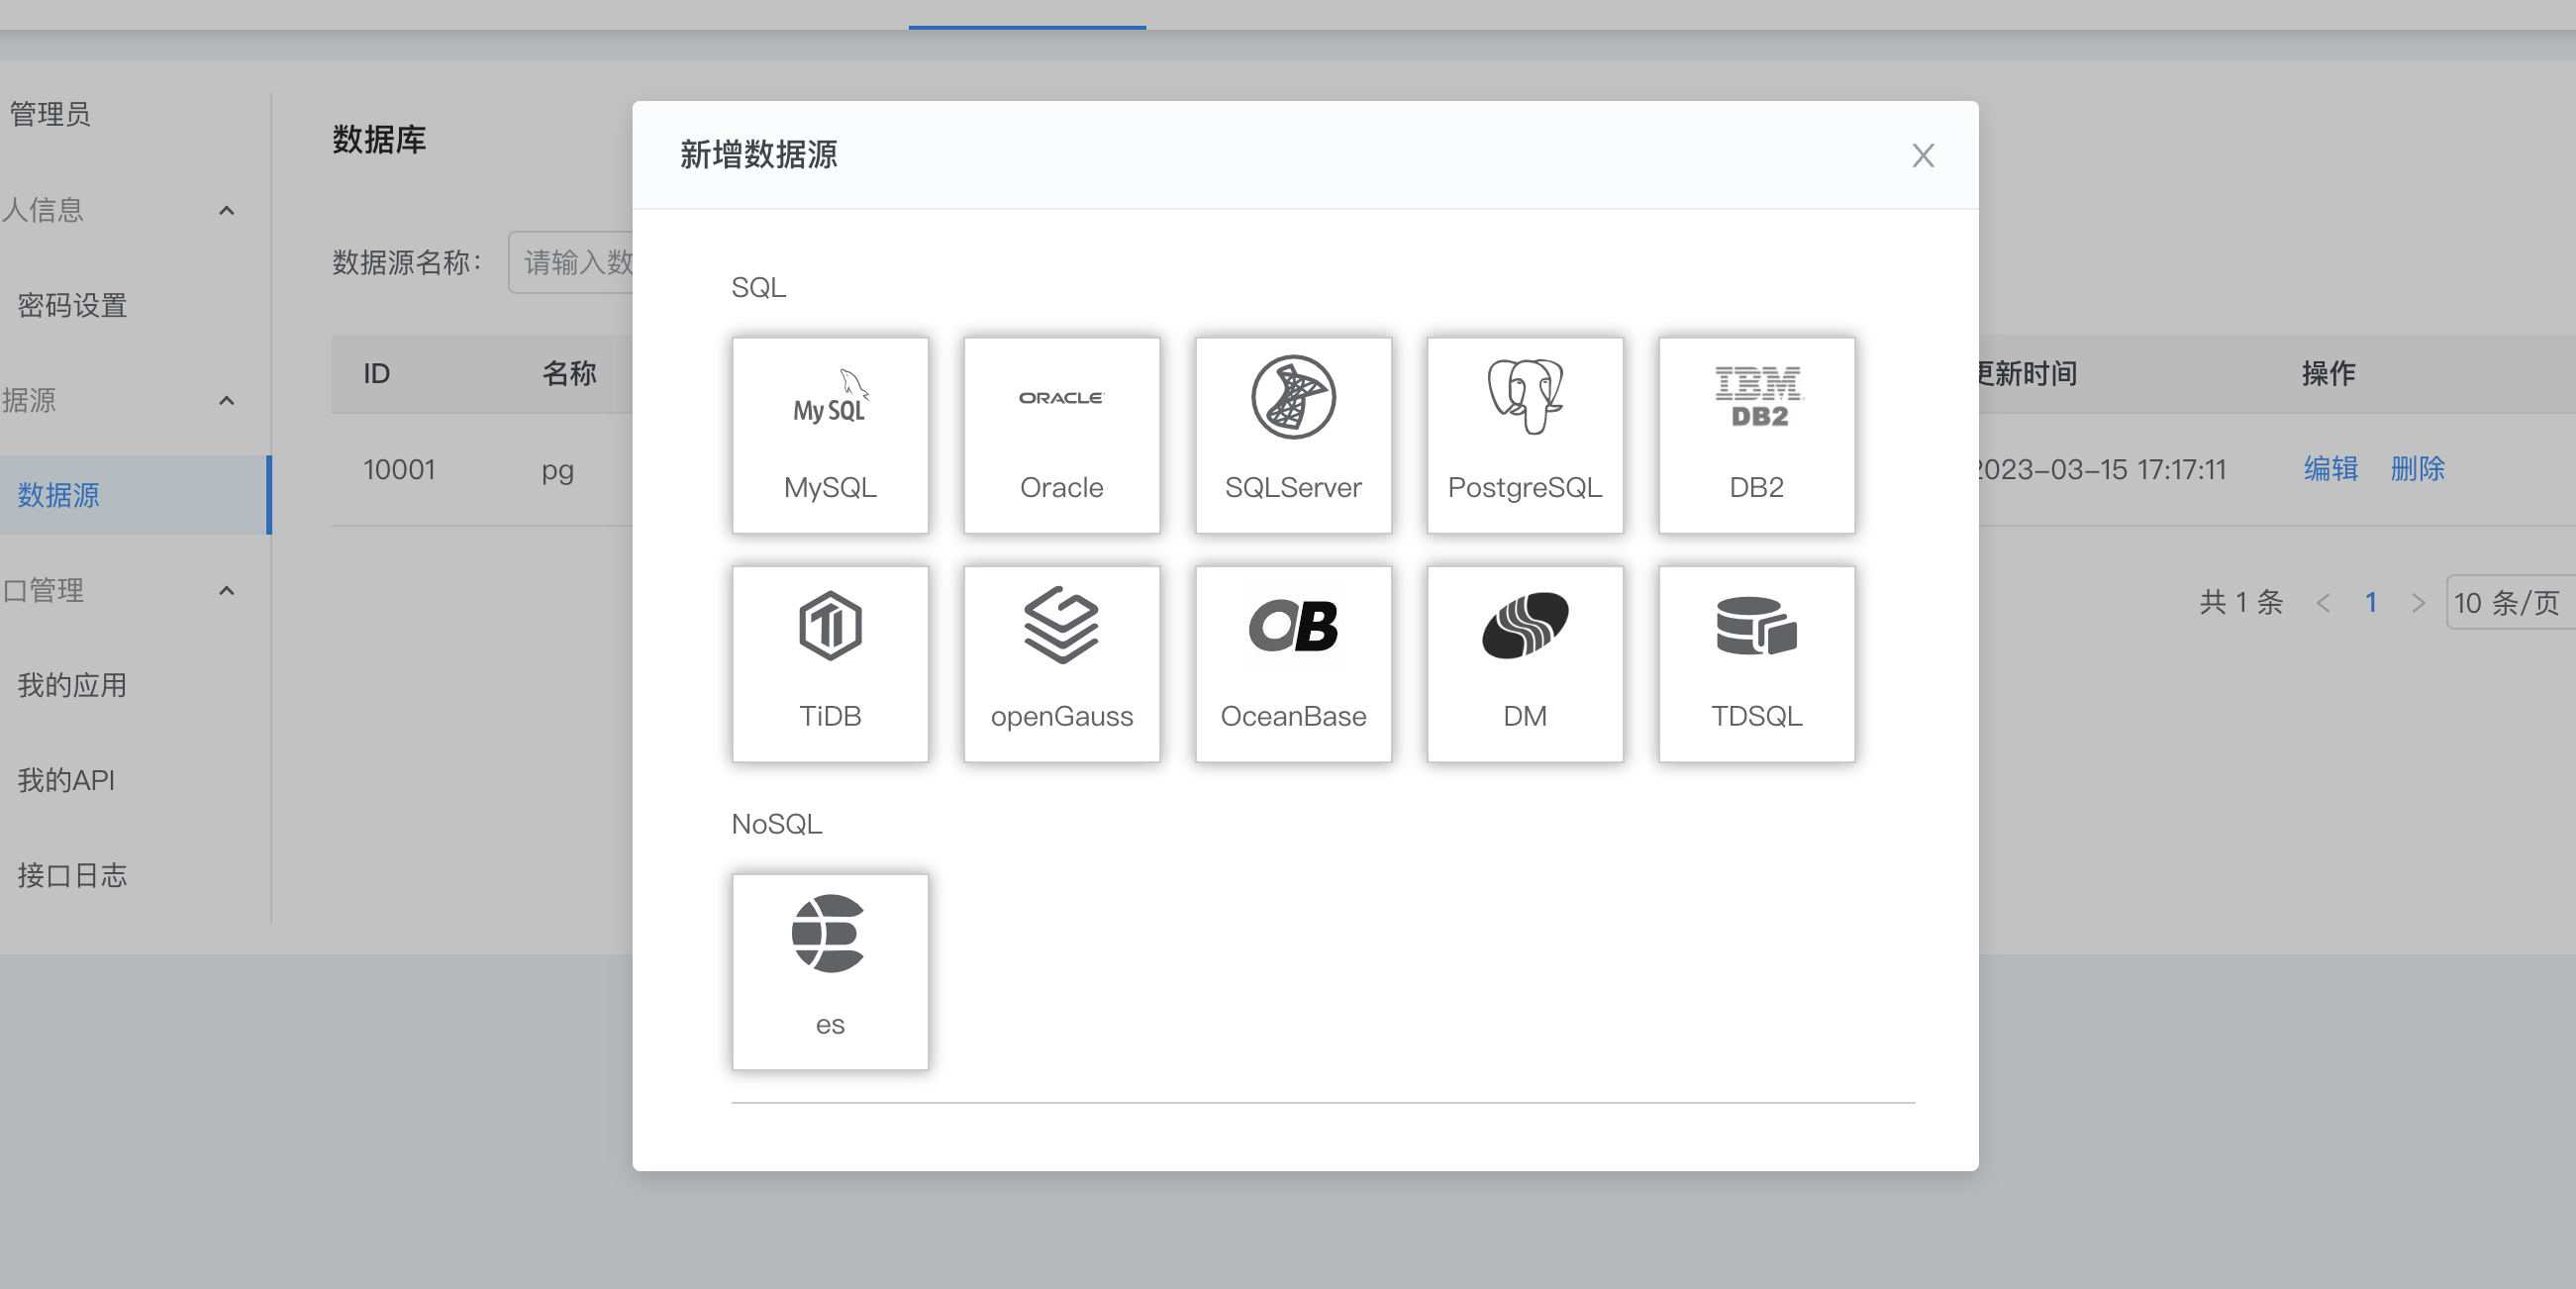 管理员
人信息
密码设置
据源
数据源
口管理
我的应用
我的API
接口日志
数据库
数据源名称：
请输入数
ID 名称 更新时间 操作
10001 pg 2023-03-15 17:17:11 编辑 删除
共 1 条 < 1 > 10 条/页
新增数据源
SQL
My SQL
MySQL
ORACLE
Oracle
SQLServer
PostgreSQL
IBM
DB2
DB2
TiDB
openGauss
OB
OceanBase
DM
TDSQL
NoSQL
es